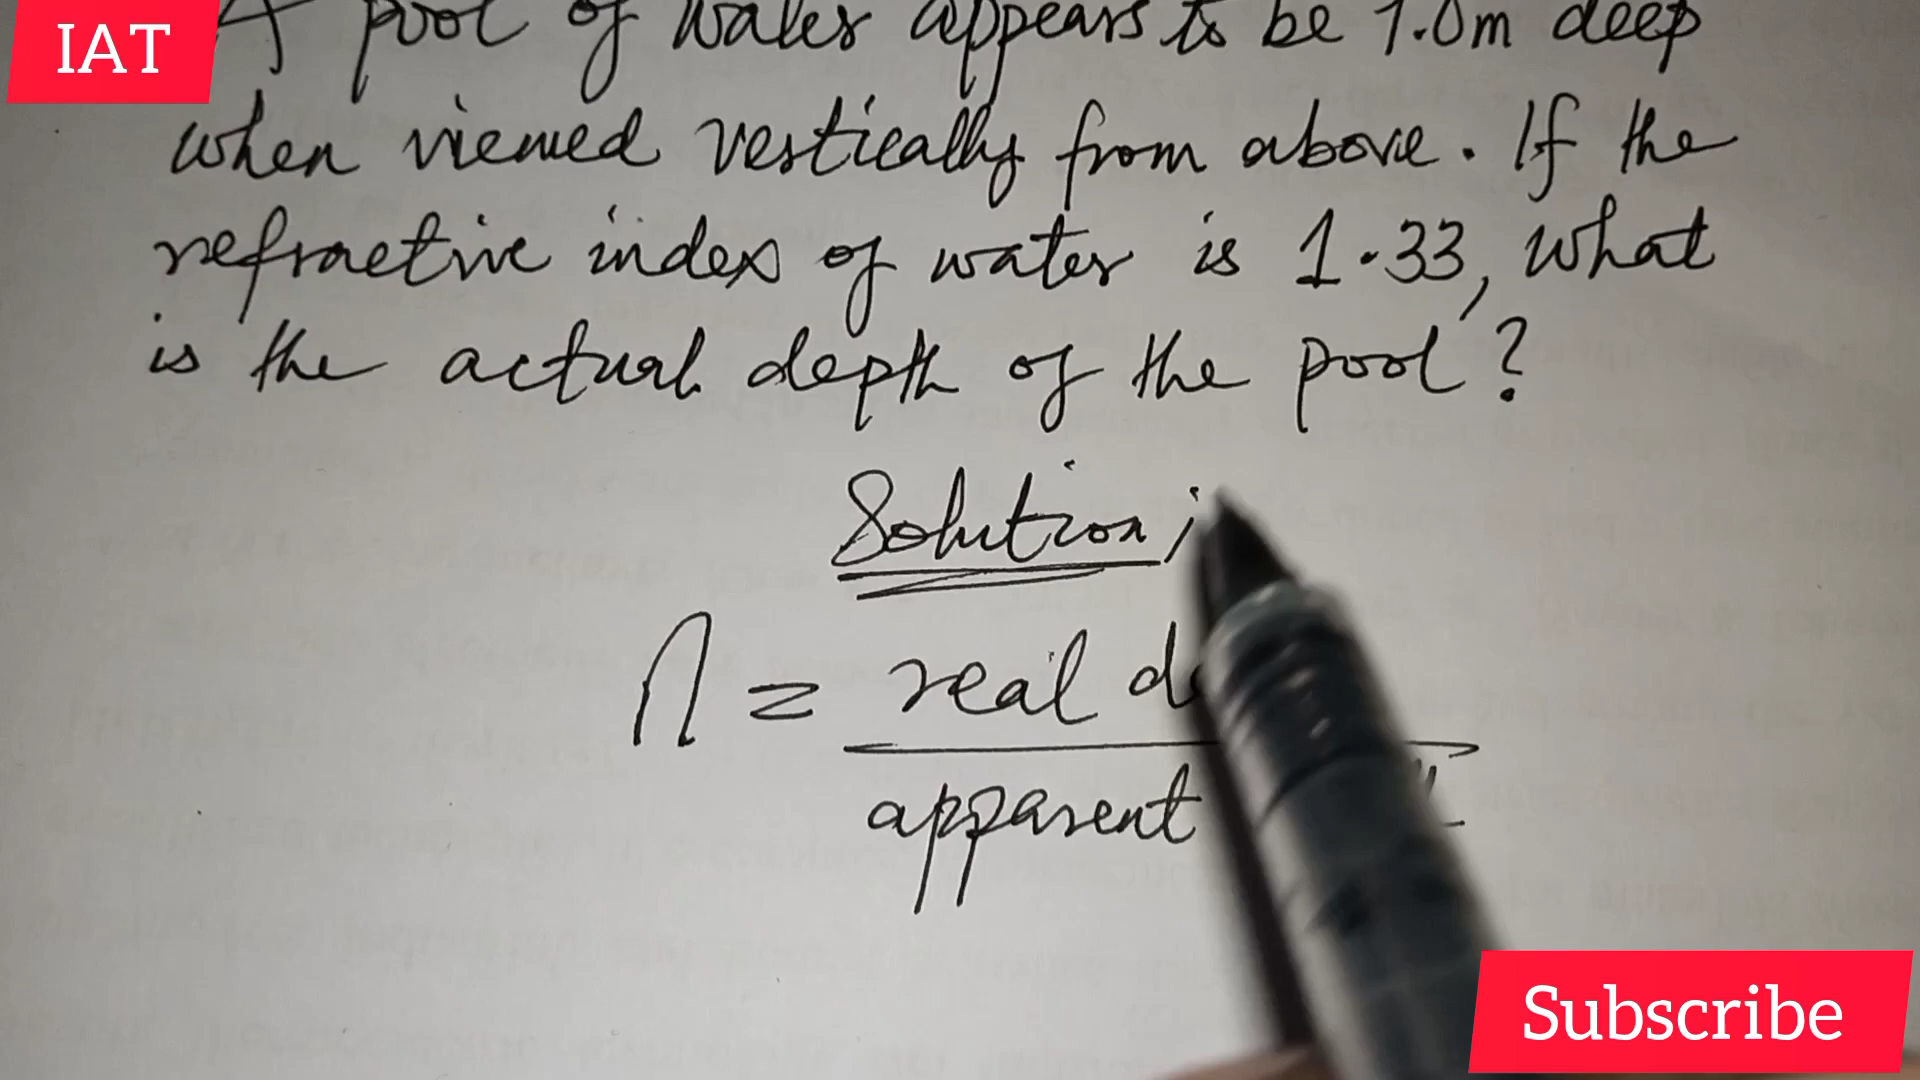 IAT
A pool of water appears to be 1.0m deep
when viewed vertically from above. If the
refractive index of water is 1.33, what
is the actual depth of the pool?
Solution:
n = real
apparent
Subscribe